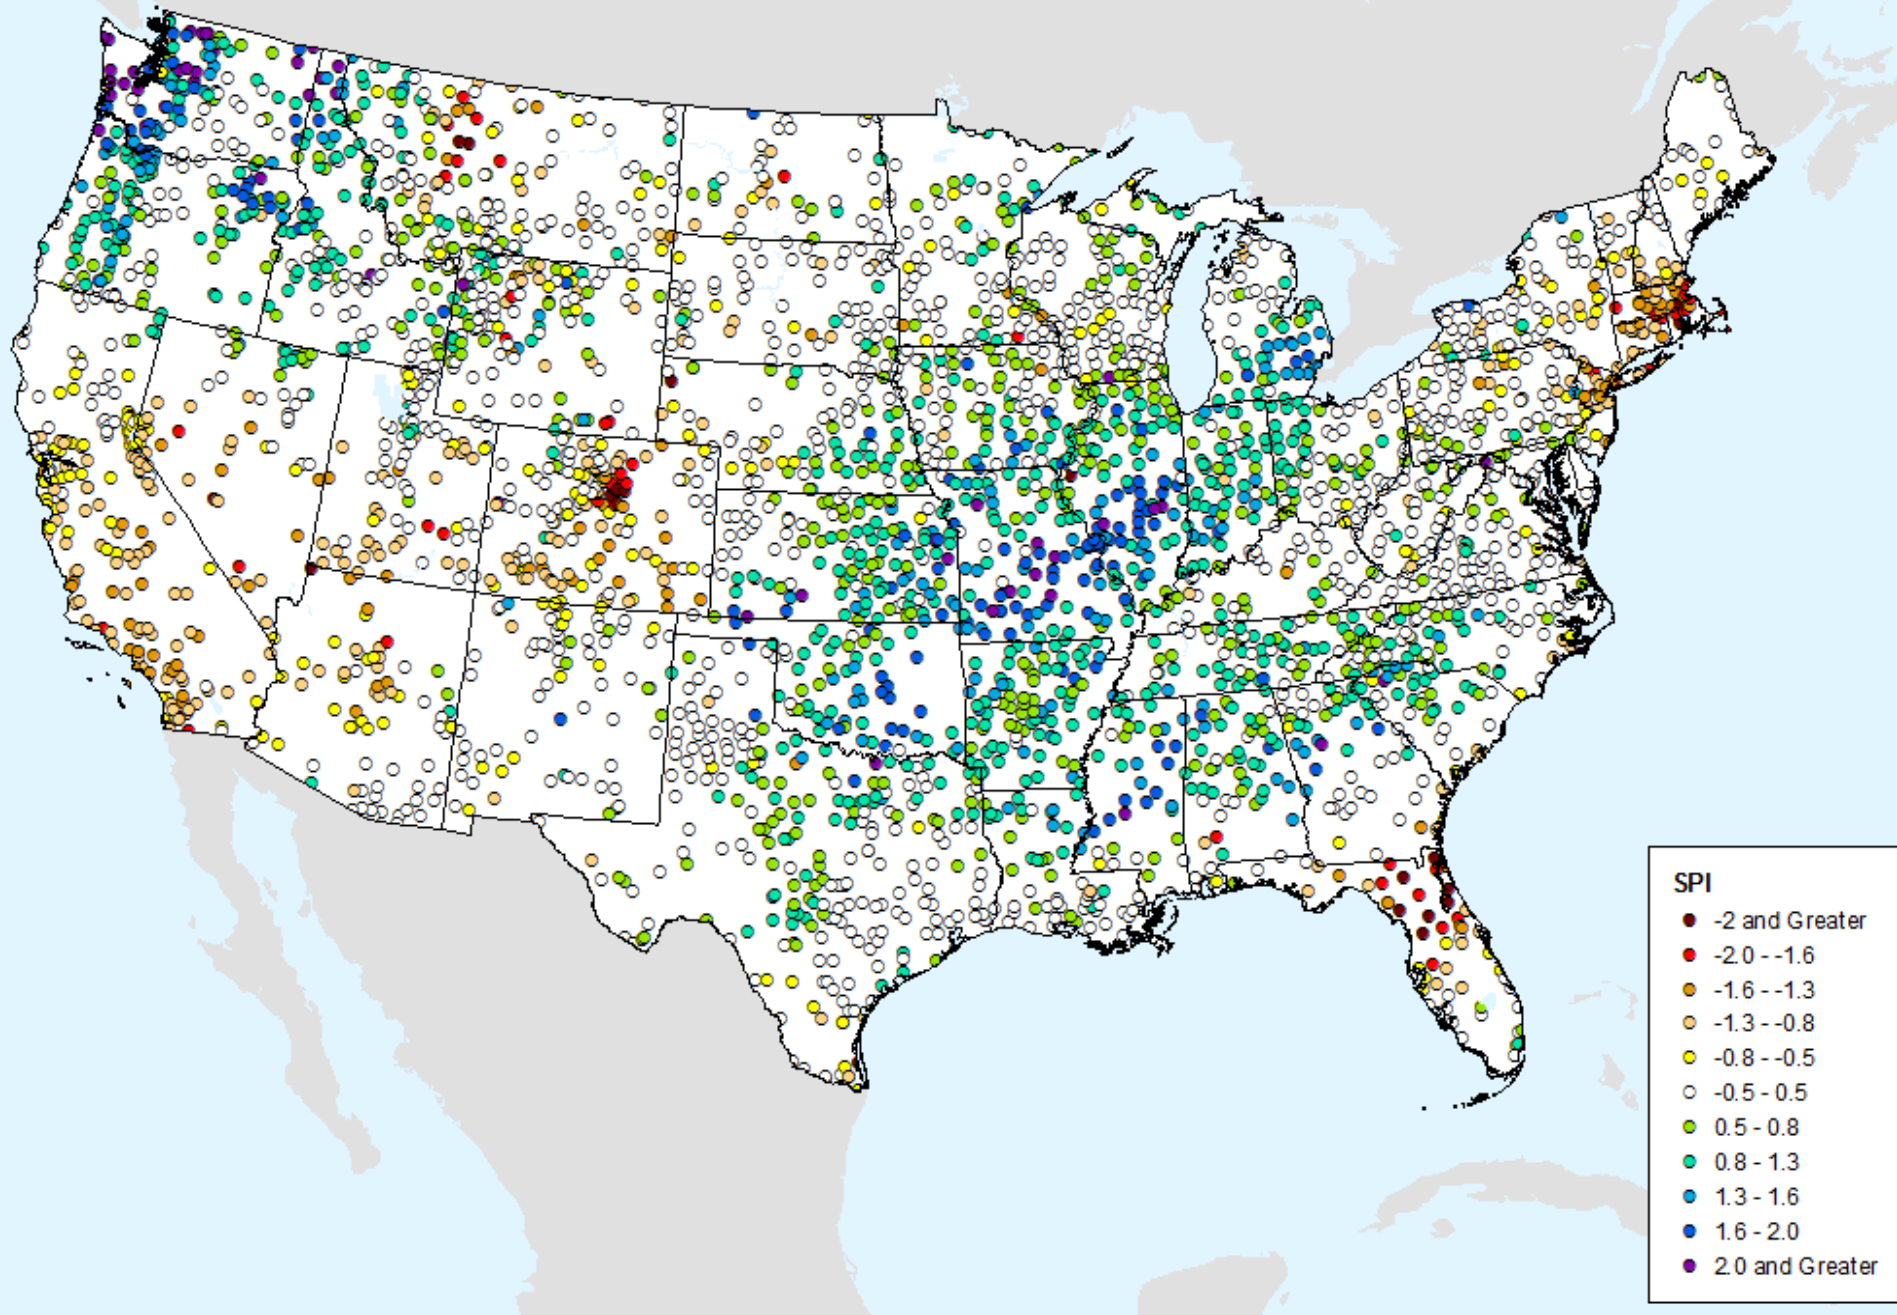 SPI
-2 and Greater
-2.0 - -1.6
-1.6 - -1.3
-1.3 - -0.8
-0.8 - -0.5
-0.5 - 0.5
0.5 - 0.8
0.8 - 1.3
1.3 - 1.6
1.6 - 2.0
2.0 and Greater